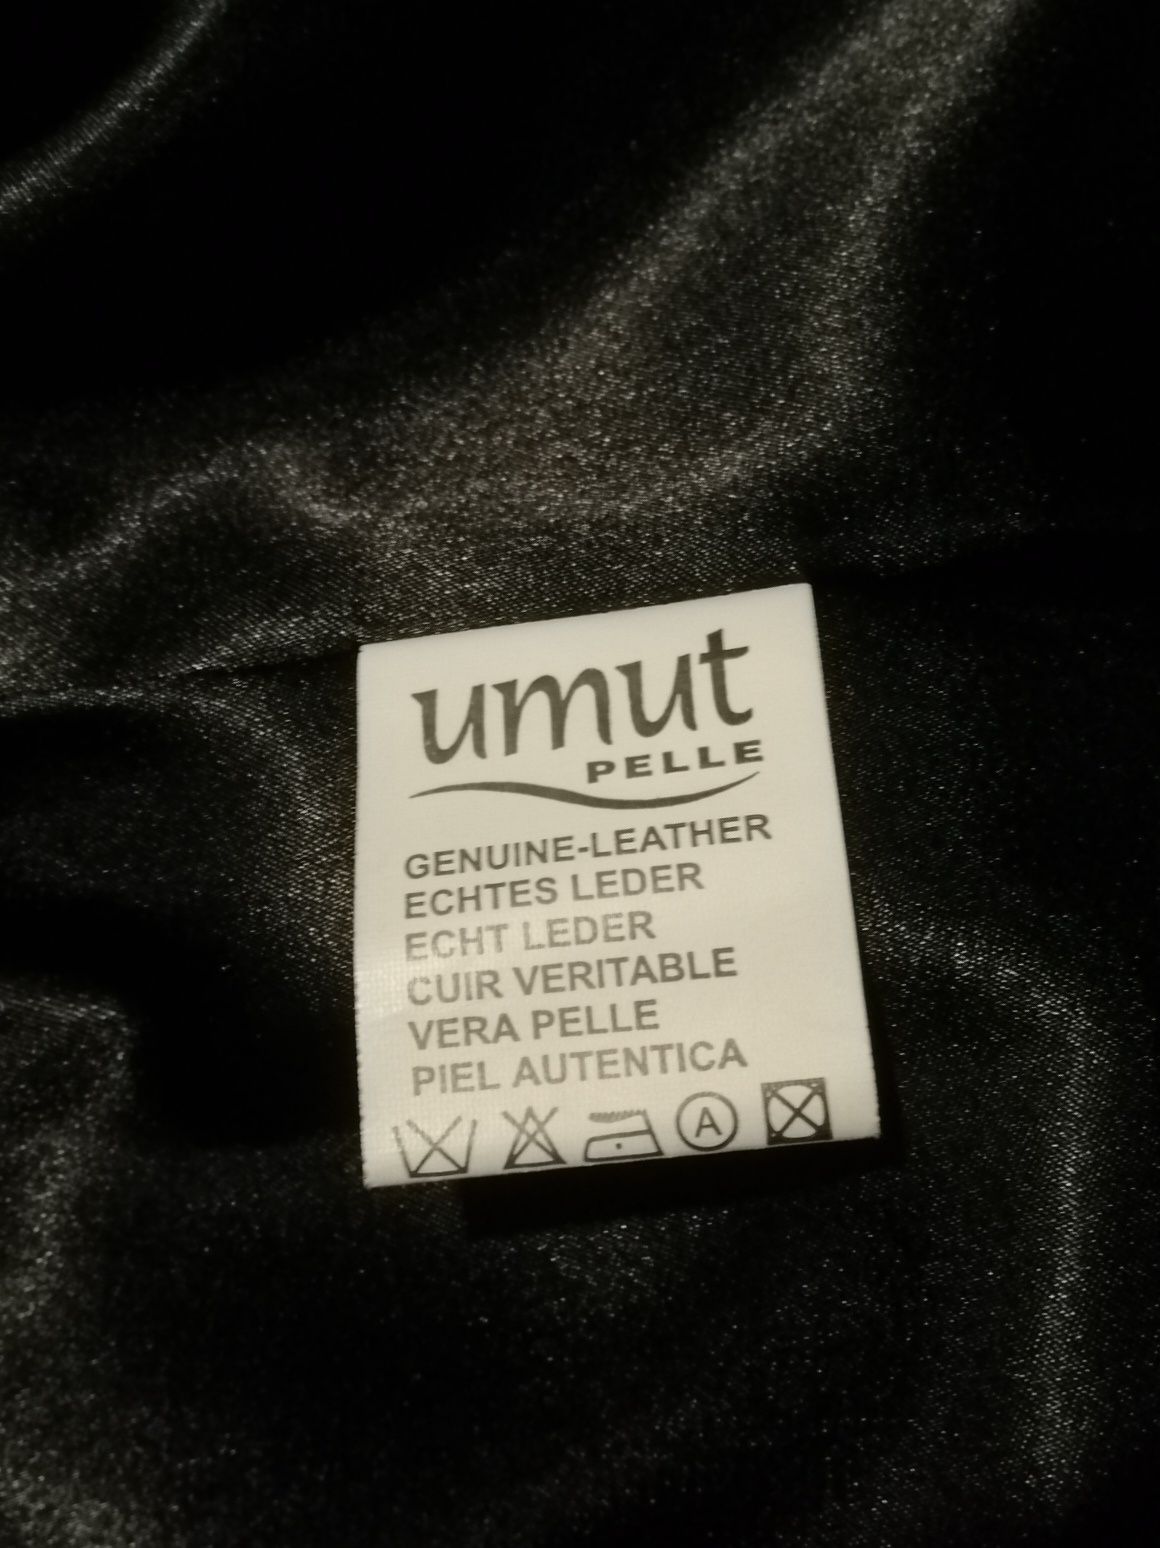 umut
PELLE
GENUINE-LEATHER
ECHTES LEDER
ECHT LEDER
CUIR VERITABLE
VERA PELLE
PIEL AUTENTICA
A